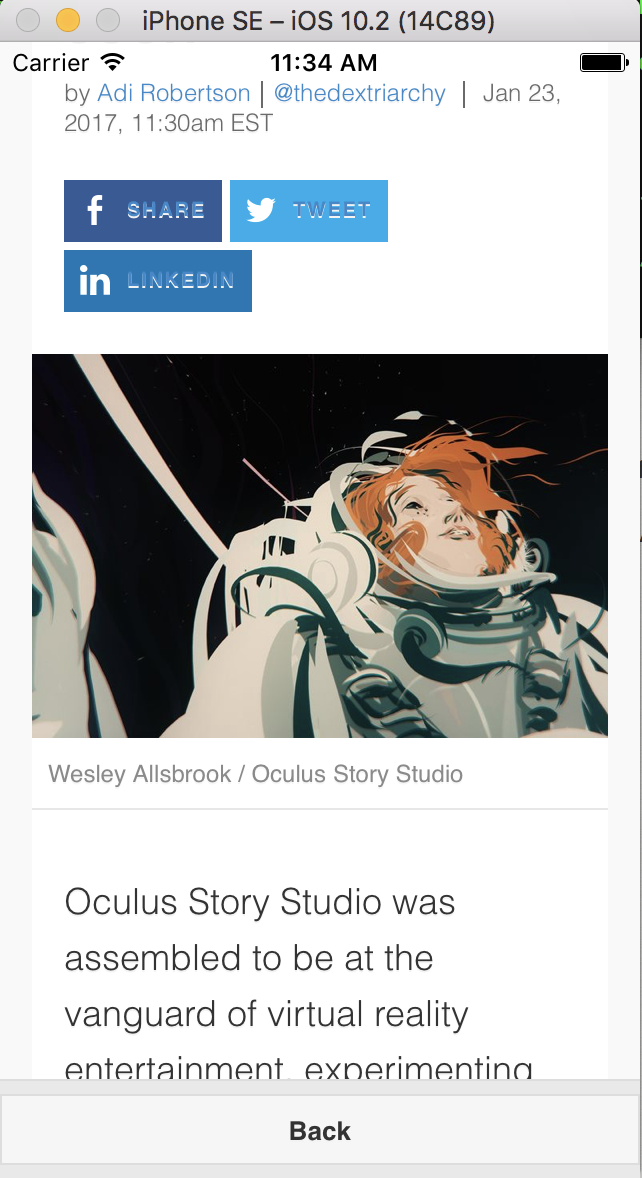 iPhone SE – iOS 10.2 (14C89)
Carrier 11:34 AM
by Adi Robertson | @thedextriarchy | Jan 23,
2017, 11:30am EST
f SHARE TWEET
in LINKEDIN
Wesley Allsbrook / Oculus Story Studio
Oculus Story Studio was
assembled to be at the
vanguard of virtual reality
entertainment, experimenting
Back